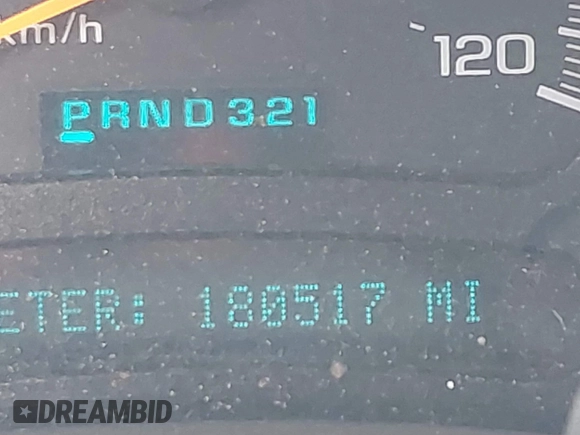 km/h
120
PRND321
ETER: 180517 MI
DREAMBID